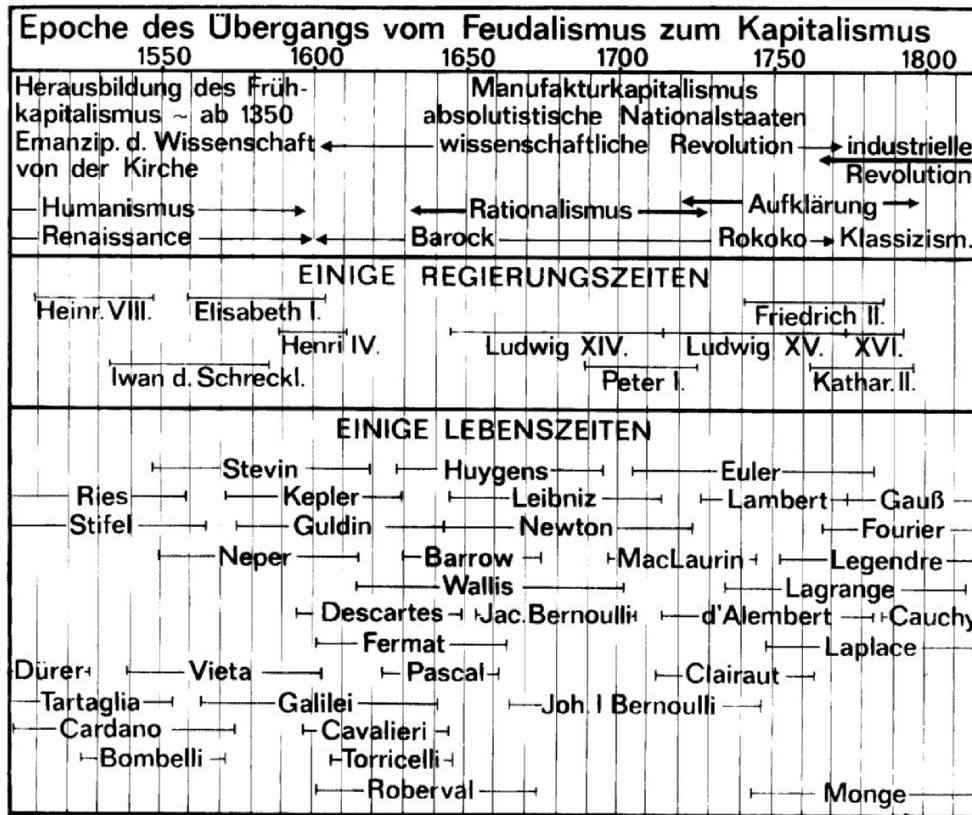 Epoche des Übergangs vom Feudalismus zum Kapitalismus
1550 1600 1650 1700 1750 1800
Herausbildung des Früh-
kapitalismus ~ ab 1350
Emanzip. d. Wissenschaft
von der Kirche
Manufakturkapitalismus
absolutistische Nationalstaaten
wissenschaftliche Revolution
industrielle
Revolution
Humanismus Rationalismus Aufklärung
Renaissance Barock Rokoko Klassizism.
EINIGE REGIERUNGSZEITEN
Heinr. VIII. Elisabeth I. Friedrich II.
Henri IV. Ludwig XIV. Ludwig XV. XVI.
Iwan d. Schreckl. Peter I. Kathar. II.
EINIGE LEBENSZEITEN
Stevin Huygens Euler
Ries Kepler Leibniz Lambert Gauß
Stifel Guldin Newton Fourier
Neper Barrow MacLaurin Legendre
Wallis Lagrange
Descartes Jac. Bernoulli d'Alembert Cauchy
Fermat Laplace
Dürer Vieta Pascal Clairaut
Tartaglia Galilei Joh. I Bernoulli
Cardano Cavalieri
Bombelli Torricelli
Roberval Monge